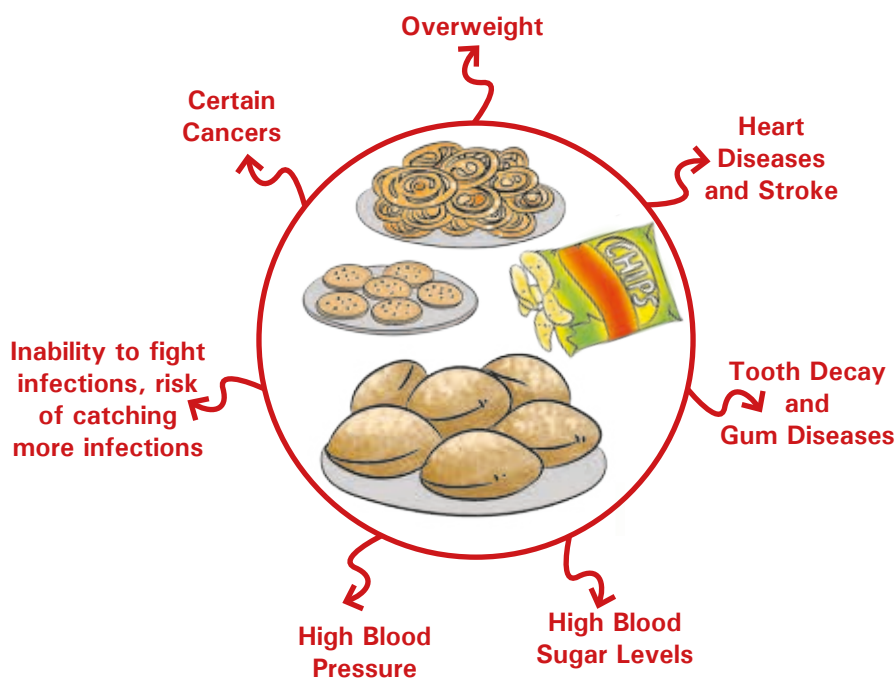 Overweight
Certain
Cancers
Heart
Diseases
and Stroke
CHIPS
Inability to fight
infections, risk
of catching
more infections
Tooth Decay
and
Gum Diseases
High Blood
Pressure
High Blood
Sugar Levels